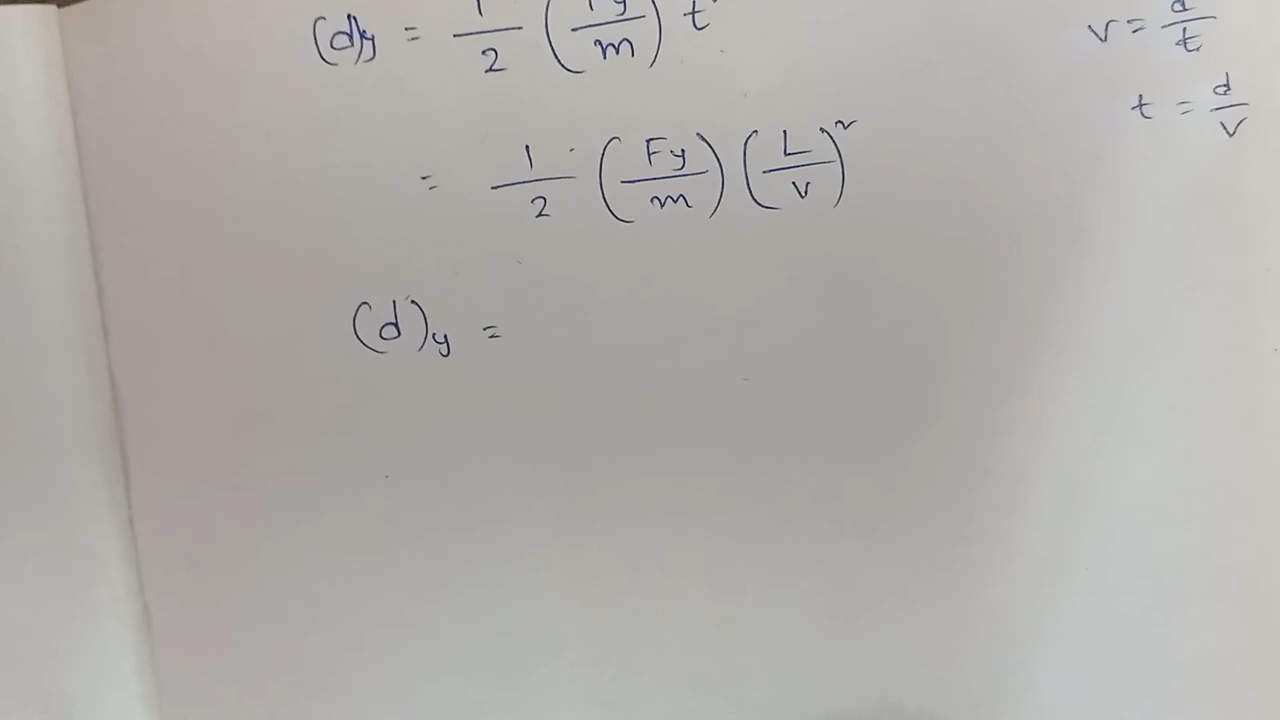 (d)y = 1/2 (Fy/m) t²
v = d/t
t = d/v
= 1/2 (Fy/m) (L/v)²
(d)y =